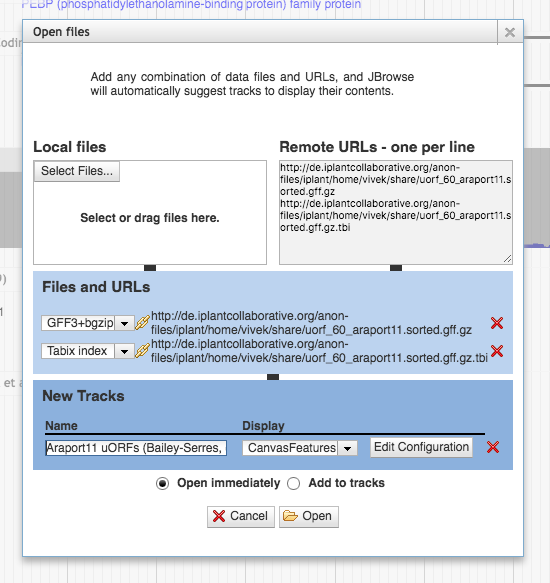 PEBP (phosphatidylethanolamine-binding protein) family protein
Open files
Add any combination of data files and URLs, and JBrowse
will automatically suggest tracks to display their contents.
Local files
Remote URLs - one per line
Select Files...
Select or drag files here.
http://de.iplantcollaborative.org/anon-
files/iplant/home/vivek/share/uorf_60_araport11.s
orted.gff.gz
http://de.iplantcollaborative.org/anon-
files/iplant/home/vivek/share/uorf_60_araport11.s
orted.gff.gz.tbi
Files and URLs
GFF3+bgzip
http://de.iplantcollaborative.org/anon-
files/iplant/home/vivek/share/uorf_60_araport11.sorted.gff.gz
Tabix index
http://de.iplantcollaborative.org/anon-
files/iplant/home/vivek/share/uorf_60_araport11.sorted.gff.gz.tbi
New Tracks
Name Display
Araport11 uORFs (Bailey-Serres, CanvasFeatures Edit Configuration
Open immediately Add to tracks
Cancel Open